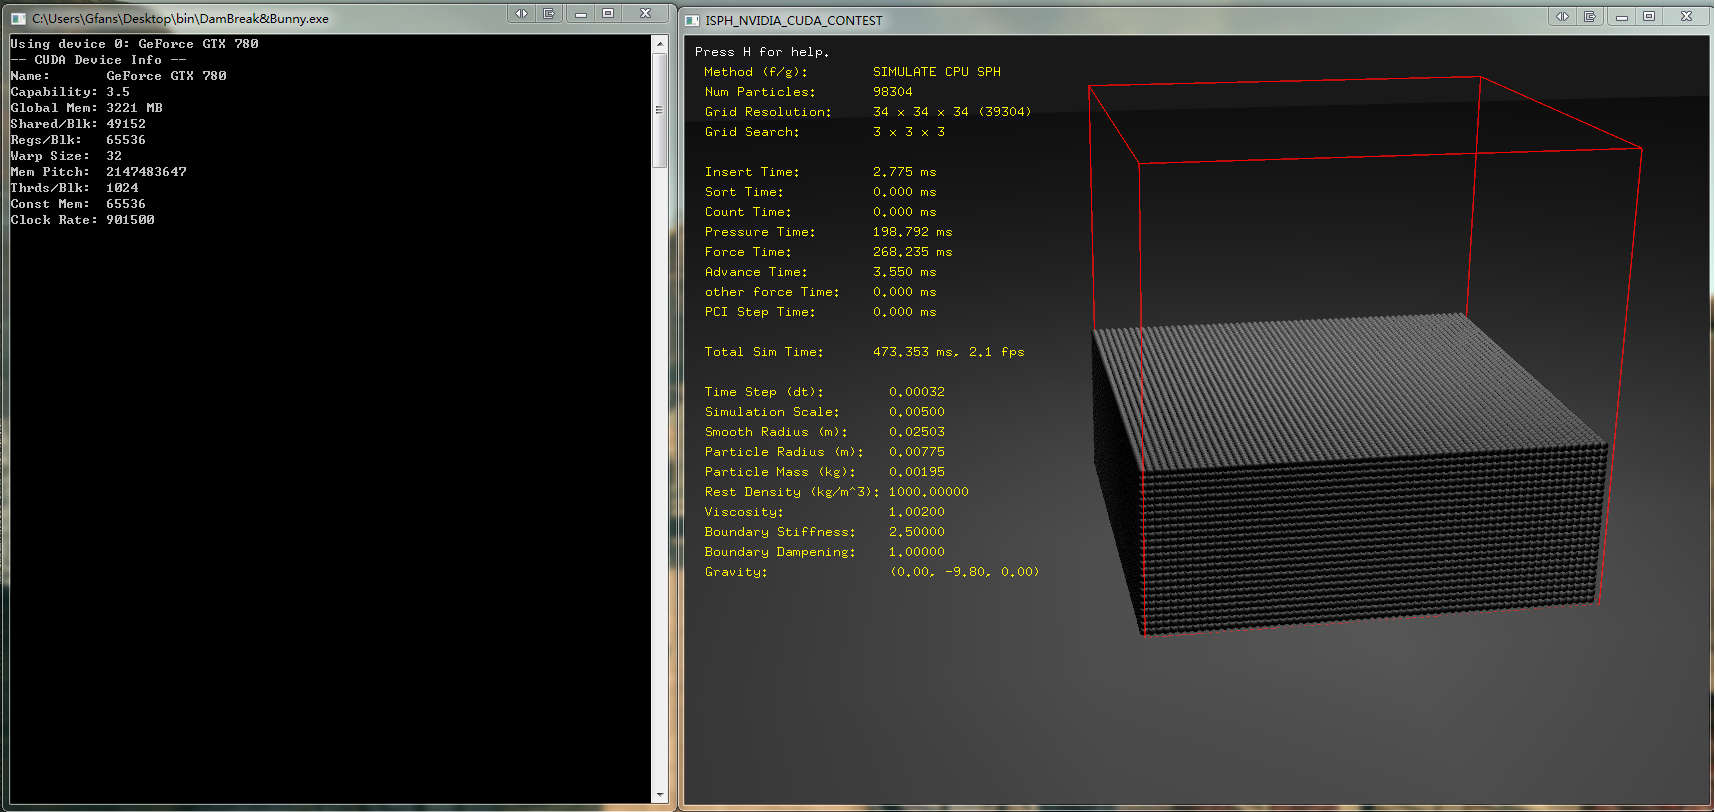 C:\Users\Gfans\Desktop\bin\DamBreak&Bunny.exe
Using device 0: GeForce GTX 780
-- CUDA Device Info --
Name: GeForce GTX 780
Capability: 3.5
Global Mem: 3221 MB
Shared/Blk: 49152
Regs/Blk: 65536
Warp Size: 32
Mem Pitch: 2147483647
Thrds/Blk: 1024
Const Mem: 65536
Clock Rate: 901500
ISPH_NVIDIA_CUDA_CONTEST
Press H for help.
Method (f/g): SIMULATE CPU SPH
Num Particles: 98304
Grid Resolution: 34 x 34 x 34 (39304)
Grid Search: 3 x 3 x 3
Insert Time: 2.775 ms
Sort Time: 0.000 ms
Count Time: 0.000 ms
Pressure Time: 198.792 ms
Force Time: 268.235 ms
Advance Time: 3.550 ms
other force Time: 0.000 ms
PCI Step Time: 0.000 ms
Total Sim Time: 473.353 ms, 2.1 fps
Time Step (dt): 0.00032
Simulation Scale: 0.00500
Smooth Radius (m): 0.02503
Particle Radius (m): 0.00775
Particle Mass (kg): 0.00195
Rest Density (kg/m^3): 1000.00000
Viscosity: 1.00200
Boundary Stiffness: 2.50000
Boundary Dampening: 1.00000
Gravity: (0.00, -9.80, 0.00)